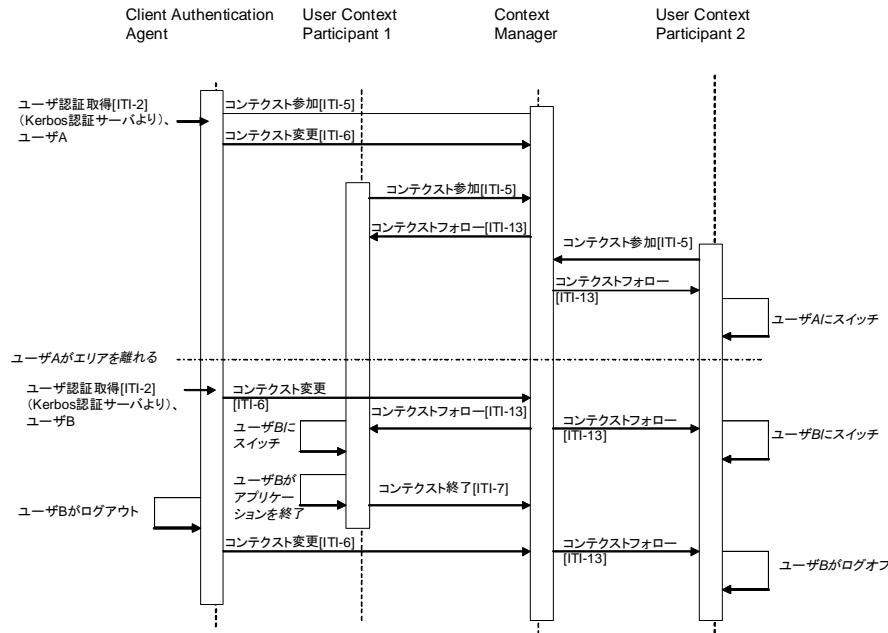 Client Authentication
Agent
User Context
Participant 1
Context
Manager
User Context
Participant 2
ユーザ認証取得[ITI-2]
（Kerbos認証サーバより）、
ユーザA
コンテクスト参加[ITI-5]
コンテクスト変更[ITI-6]
コンテクスト参加[ITI-5]
コンテクストフォロー[ITI-13]
コンテクスト参加[ITI-5]
コンテクストフォロー
[ITI-13]
ユーザAにスイッチ
ユーザAがエリアを離れる
ユーザ認証取得[ITI-2]
（Kerbos認証サーバより）、
ユーザB
コンテクスト変更
[ITI-6]
コンテクストフォロー[ITI-13]
コンテクストフォロー
[ITI-13]
ユーザBに
スイッチ
ユーザBにスイッチ
ユーザBが
アプリケー
ションを終了
コンテクスト終了[ITI-7]
ユーザBがログアウト
コンテクスト変更[ITI-6]
コンテクストフォロー
[ITI-13]
ユーザBがログオフ